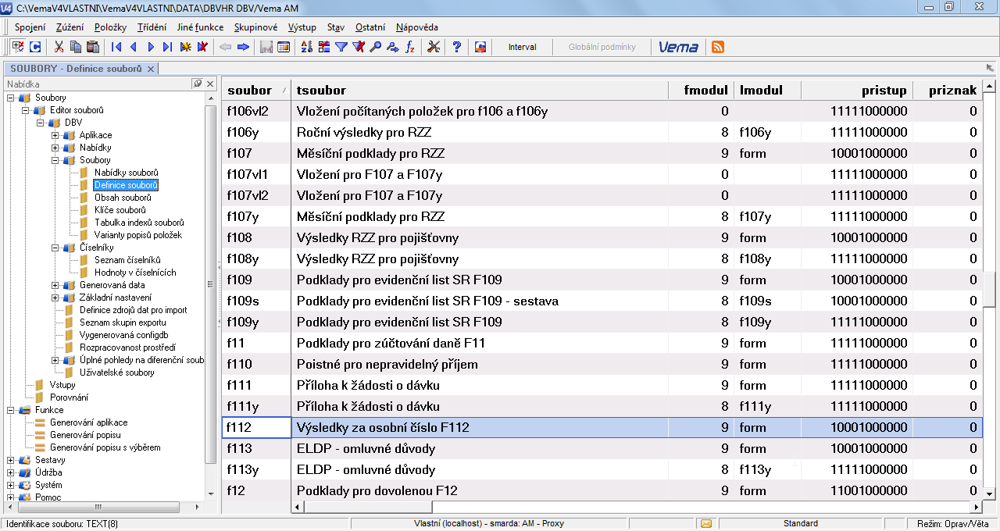 V4 C:\VemaV4VLASTNI\VemaV4VLASTNI\DATA\DBVHR DBV/Vema AM
Spojení Zúžení Položky Třídění Jiné funkce Skupinové Výstup Stav Ostatní Nápověda
Interval Globální podmínky Vema
SOUBORY - Definice souborů
Nabídka
Soubory
Editor souborů
DBV
Aplikace
Nabídky
Soubory
Nabídky souborů
Definice souborů
Obsah souborů
Klíče souborů
Tabulka indexů souborů
Varianty popisů položek
Číselníky
Seznam číselníků
Hodnoty v číselnících
Generovaná data
Základní nastavení
Definice zdrojů dat pro import
Seznam skupin exportu
Vygenerovaná configdb
Rozpracovanost prostředí
Úplné pohledy na diferenční soub
Uživatelské soubory
Vstupy
Porovnání
Funkce
Generování aplikace
Generování popisu
Generování popisu s výběrem
Sestavy
Údržba
Systém
Pomoc
soubor tsoubor fmodul lmodul pristup priznak
f106vl2 Vložení počítaných položek pro f106 a f106y 0 11111000000 0
f106y Roční výsledky pro RZZ 8 f106y 11111000000 0
f107 Měsíční podklady pro RZZ 9 form 10001000000 0
f107vl1 Vložení pro F107 a F107y 0 11111000000 0
f107vl2 Vložení pro F107 a F107y 0 11111000000 0
f107y Měsíční podklady pro RZZ 8 f107y 11111000000 0
f108 Výsledky RZZ pro pojišťovny 9 form 10001000000 0
f108y Výsledky RZZ pro pojišťovny 8 f108y 11111000000 0
f109 Podklady pro evidenční list SR F109 9 form 10001000000 0
f109s Podklady pro evidenční list SR F109 - sestava 8 f109s 10001000000 0
f109y Podklady pro evidenční list SR F109 8 f109y 11111000000 0
f11 Podklady pro zúčtování daně F11 9 form 10001000000 0
f110 Poistné pro nepravidelný příjem 9 form 11111000000 0
f111 Příloha k žádosti o dávku 9 form 10001000000 0
f111y Příloha k žádosti o dávku 8 f111y 11111000000 0
f112 Výsledky za osobní číslo F112 9 form 10001000000 0
f113 ELDP - omluvné důvody 9 form 10001000000 0
f113y ELDP - omluvné důvody 8 f113y 11111000000 0
f12 Podklady pro dovolenou F12 9 form 11001000000 0
Identifikace souboru: TEXT(8) Vlastní (localhost) - smarda: AM - Proxy Standard Režim: Oprav/Věta